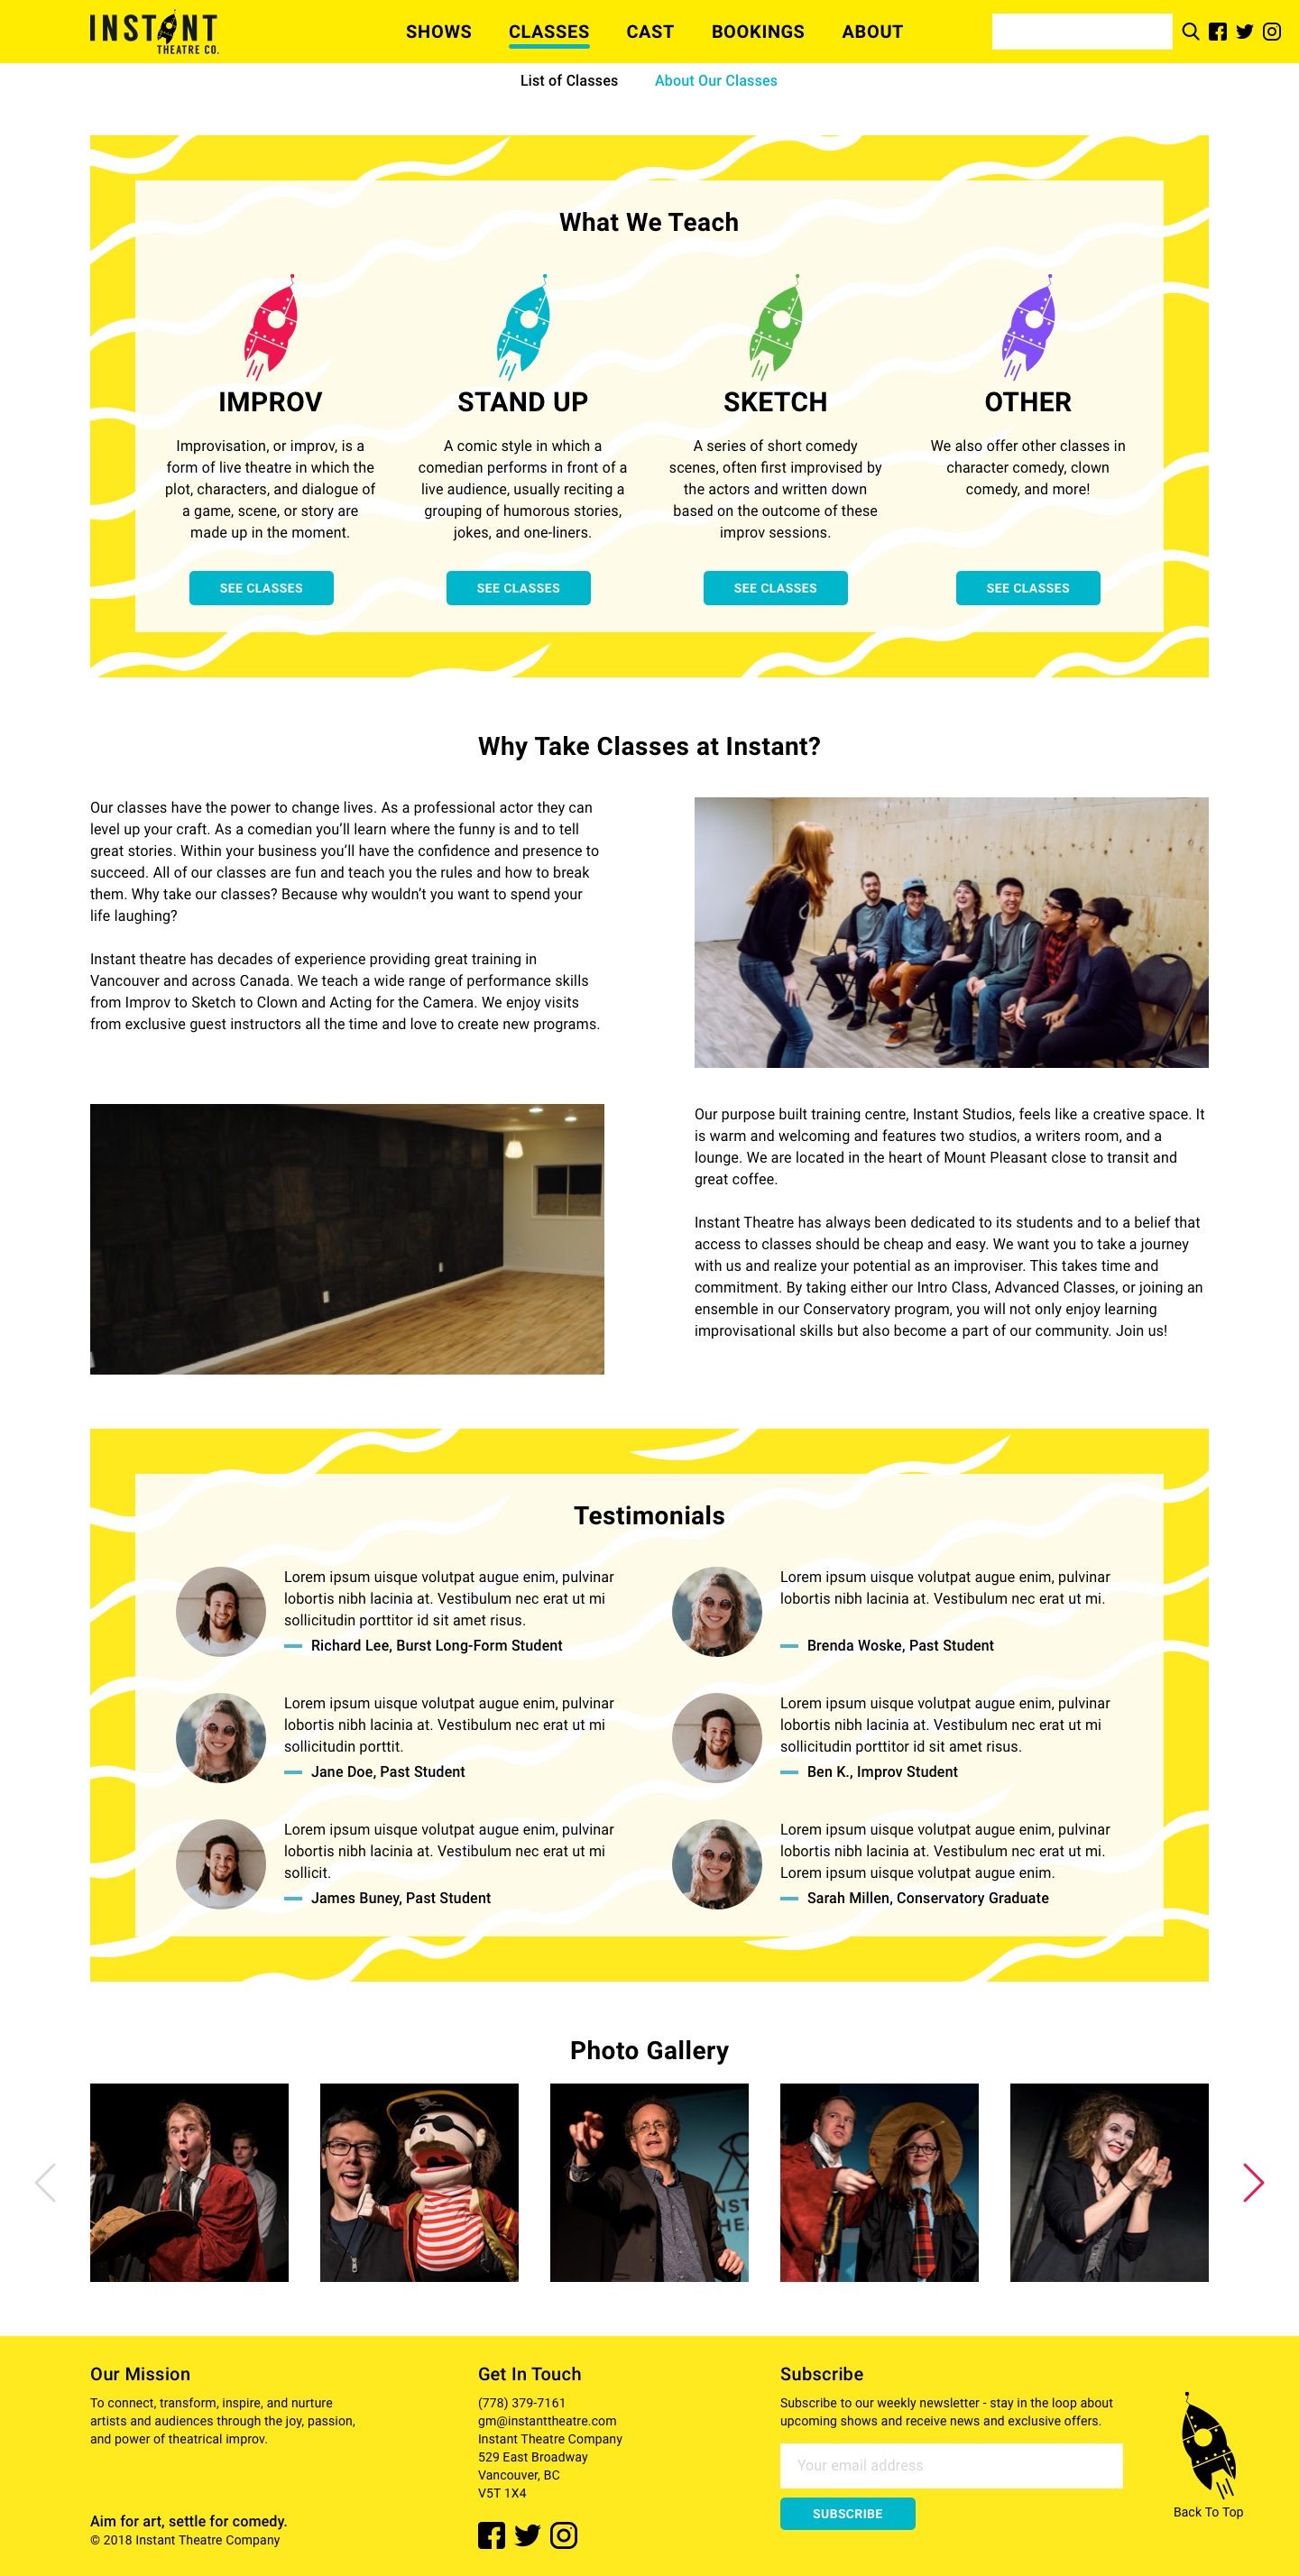 INSTANT
THEATRE CO.
SHOWS CLASSES CAST BOOKINGS ABOUT
List of Classes About Our Classes
What We Teach
IMPROV
Improvisation, or improv, is a
form of live theatre in which the
plot, characters, and dialogue of
a game, scene, or story are
made up in the moment.
SEE CLASSES
STAND UP
A comic style in which a
comedian performs in front of a
live audience, usually reciting a
grouping of humorous stories,
jokes, and one-liners.
SEE CLASSES
SKETCH
A series of short comedy
scenes, often first improvised by
the actors and written down
based on the outcome of these
improv sessions.
SEE CLASSES
OTHER
We also offer other classes in
character comedy, clown
comedy, and more!
SEE CLASSES
Why Take Classes at Instant?
Our classes have the power to change lives. As a professional actor they can
level up your craft. As a comedian you’ll learn where the funny is and to tell
great stories. Within your business you’ll have the confidence and presence to
succeed. All of our classes are fun and teach you the rules and how to break
them. Why take our classes? Because why wouldn’t you want to spend your
life laughing?
Instant theatre has decades of experience providing great training in
Vancouver and across Canada. We teach a wide range of performance skills
from Improv to Sketch to Clown and Acting for the Camera. We enjoy visits
from exclusive guest instructors all the time and love to create new programs.
Our purpose built training centre, Instant Studios, feels like a creative space. It
is warm and welcoming and features two studios, a writers room, and a
lounge. We are located in the heart of Mount Pleasant close to transit and
great coffee.
Instant Theatre has always been dedicated to its students and to a belief that
access to classes should be cheap and easy. We want you to take a journey
with us and realize your potential as an improviser. This takes time and
commitment. By taking either our Intro Class, Advanced Classes, or joining an
ensemble in our Conservatory program, you will not only enjoy learning
improvisational skills but also become a part of our community. Join us!
Testimonials
Lorem ipsum uisque volutpat augue enim, pulvinar
lobortis nibh lacinia at. Vestibulum nec erat ut mi
sollicitudin porttitor id sit amet risus.
Richard Lee, Burst Long-Form Student
Lorem ipsum uisque volutpat augue enim, pulvinar
lobortis nibh lacinia at. Vestibulum nec erat ut mi.
Brenda Woske, Past Student
Lorem ipsum uisque volutpat augue enim, pulvinar
lobortis nibh lacinia at. Vestibulum nec erat ut mi
sollicitudin porttit.
Jane Doe, Past Student
Lorem ipsum uisque volutpat augue enim, pulvinar
lobortis nibh lacinia at. Vestibulum nec erat ut mi
sollicitudin porttitor id sit amet risus.
Ben K., Improv Student
Lorem ipsum uisque volutpat augue enim, pulvinar
lobortis nibh lacinia at. Vestibulum nec erat ut mi
sollicit.
James Buney, Past Student
Lorem ipsum uisque volutpat augue enim, pulvinar
lobortis nibh lacinia at. Vestibulum nec erat ut mi.
Lorem ipsum uisque volutpat augue enim.
Sarah Millen, Conservatory Graduate
Photo Gallery
Our Mission
To connect, transform, inspire, and nurture
artists and audiences through the joy, passion,
and power of theatrical improv.
Aim for art, settle for comedy.
© 2018 Instant Theatre Company
Get In Touch
(778) 379-7161
gm@instanttheatre.com
Instant Theatre Company
529 East Broadway
Vancouver, BC
V5T 1X4
Subscribe
Subscribe to our weekly newsletter - stay in the loop about
upcoming shows and receive news and exclusive offers.
Your email address
SUBSCRIBE
Back To Top